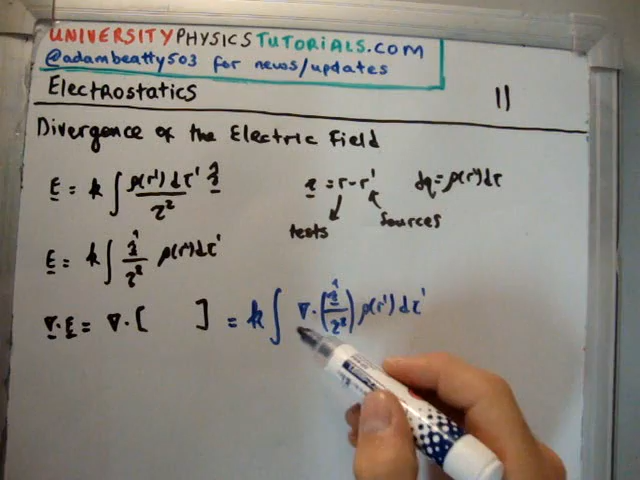 UNIVERSITYPHYSICSTUTORIALS.COM
@adambeatty503 for news/updates
Electrostatics 11
Divergence of the Electric Field
E = k ∫ ρ(r')dτ' / 𝓇² 𝓇̂ 𝓇 = r - r' dq = ρ(r')dτ
tests sources
E = k ∫ 𝓇̂ / 𝓇² ρ(r')dτ'
∇·E = ∇·[ ] = k ∫ ∇·(𝓇̂ / 𝓇²) ρ(r')dτ'